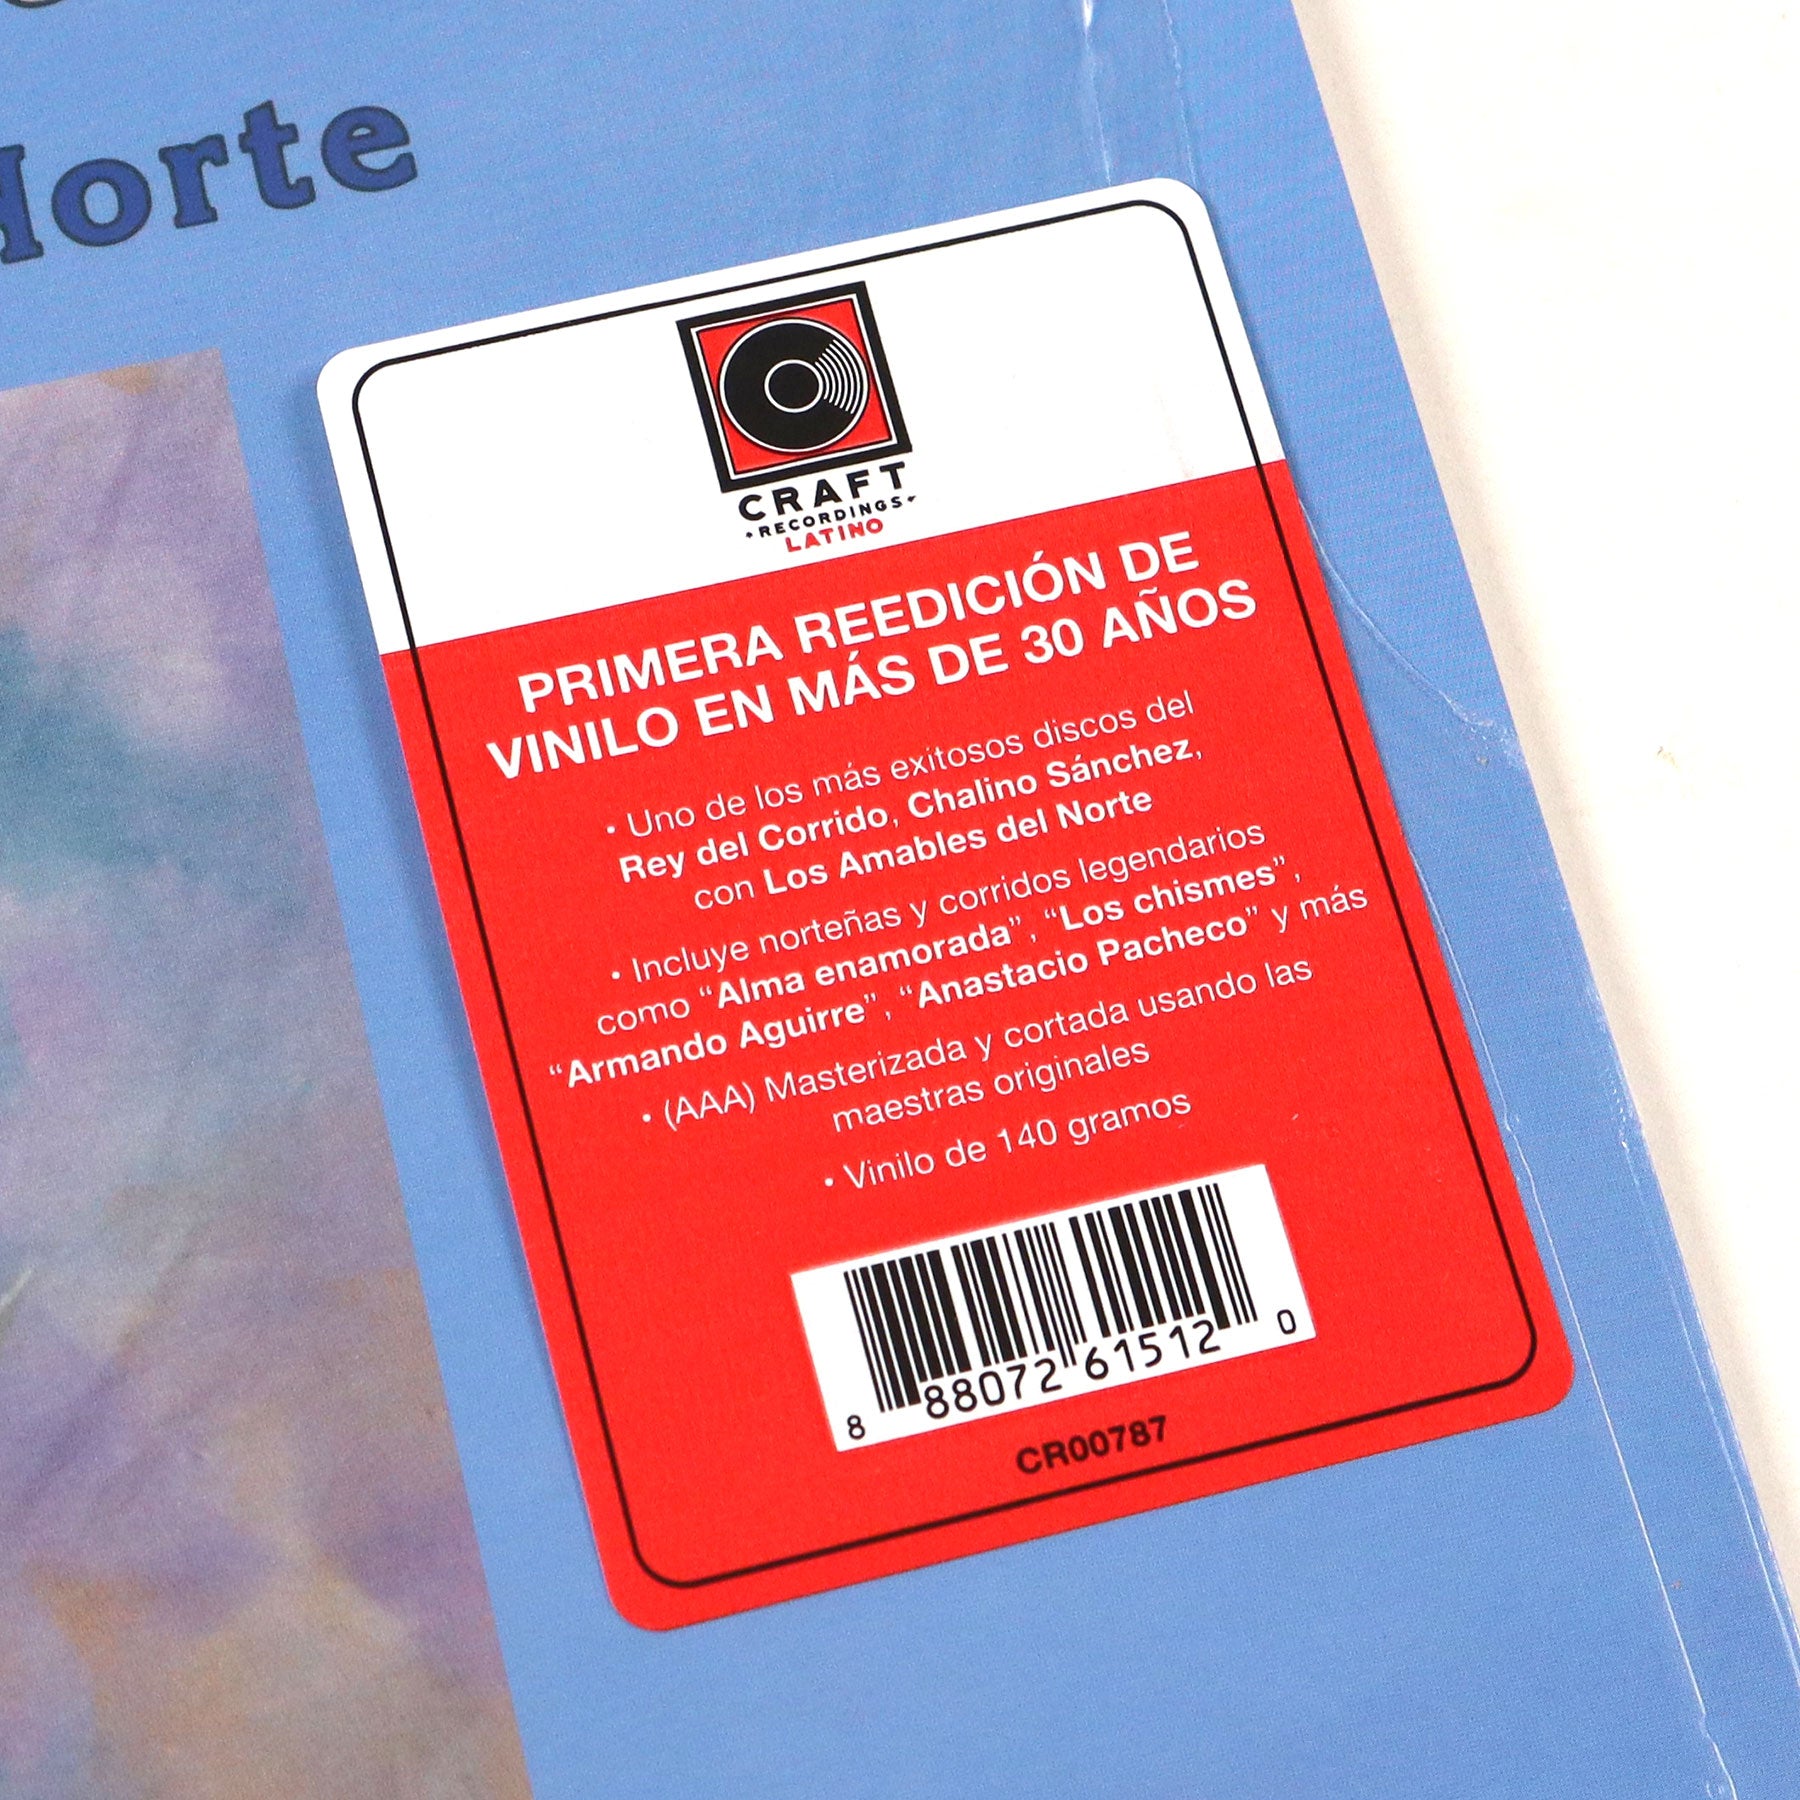 Norte
CRAFT
RECORDINGS
LATINO
PRIMERA REEDICIÓN DE
VINILO EN MÁS DE 30 AÑOS
• Uno de los más exitosos discos del
Rey del Corrido, Chalino Sánchez,
con Los Amables del Norte
• Incluye norteñas y corridos legendarios
como “Alma enamorada”, “Los chismes”,
“Armando Aguirre”, “Anastacio Pacheco” y más
• (AAA) Masterizada y cortada usando las
maestras originales
• Vinilo de 140 gramos
8 88072 61512 0
CR00787